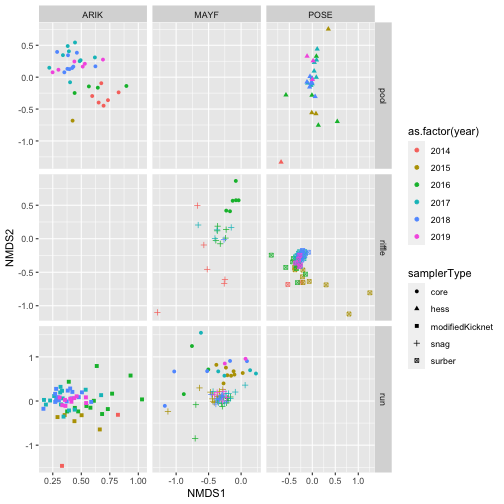 ARIK MAYF POSE
0.5
0.0
-0.5
-1.0
pool
0.5
0.0
-0.5
-1.0
riffle
1
0
-1
run
NMDS2
0.25 0.50 0.75 1.00 -1.0 -0.5 0.0 -0.5 0.0 0.5 1.0
NMDS1
as.factor(year)
2014
2015
2016
2017
2018
2019
samplerType
core
hess
modifiedKicknet
snag
surber